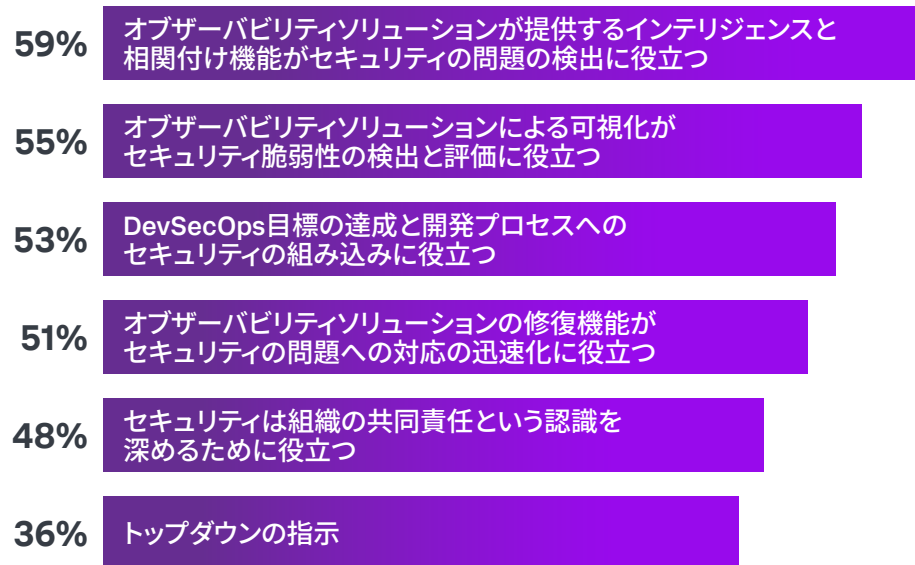 59%
オブザーバビリティソリューションが提供するインテリジェンスと
相関付け機能がセキュリティの問題の検出に役立つ
55%
オブザーバビリティソリューションによる可視化が
セキュリティ脆弱性の検出と評価に役立つ
53%
DevSecOps目標の達成と開発プロセスへの
セキュリティの組み込みに役立つ
51%
オブザーバビリティソリューションの修復機能が
セキュリティの問題への対応の迅速化に役立つ
48%
セキュリティは組織の共同責任という認識を
深めるために役立つ
36%
トップダウンの指示